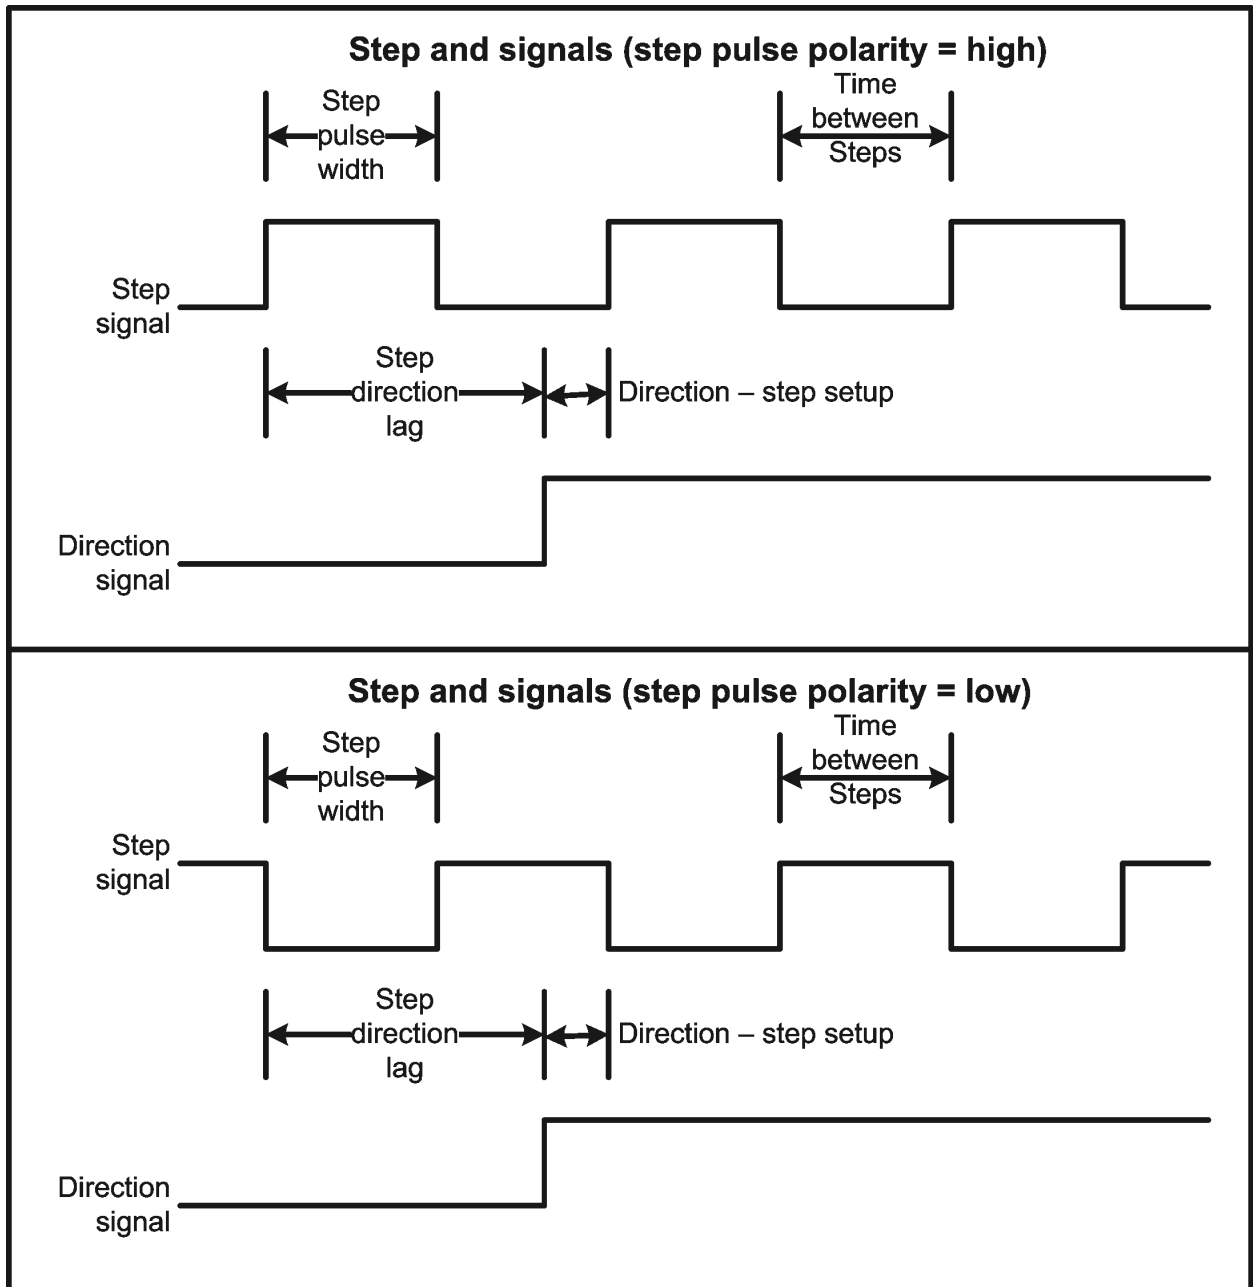 Step and signals (step pulse polarity = high)
Step
pulse
width
Time
between
Steps
Step
signal
Step
direction
lag
Direction – step setup
Direction
signal
Step and signals (step pulse polarity = low)
Step
pulse
width
Time
between
Steps
Step
signal
Step
direction
lag
Direction – step setup
Direction
signal